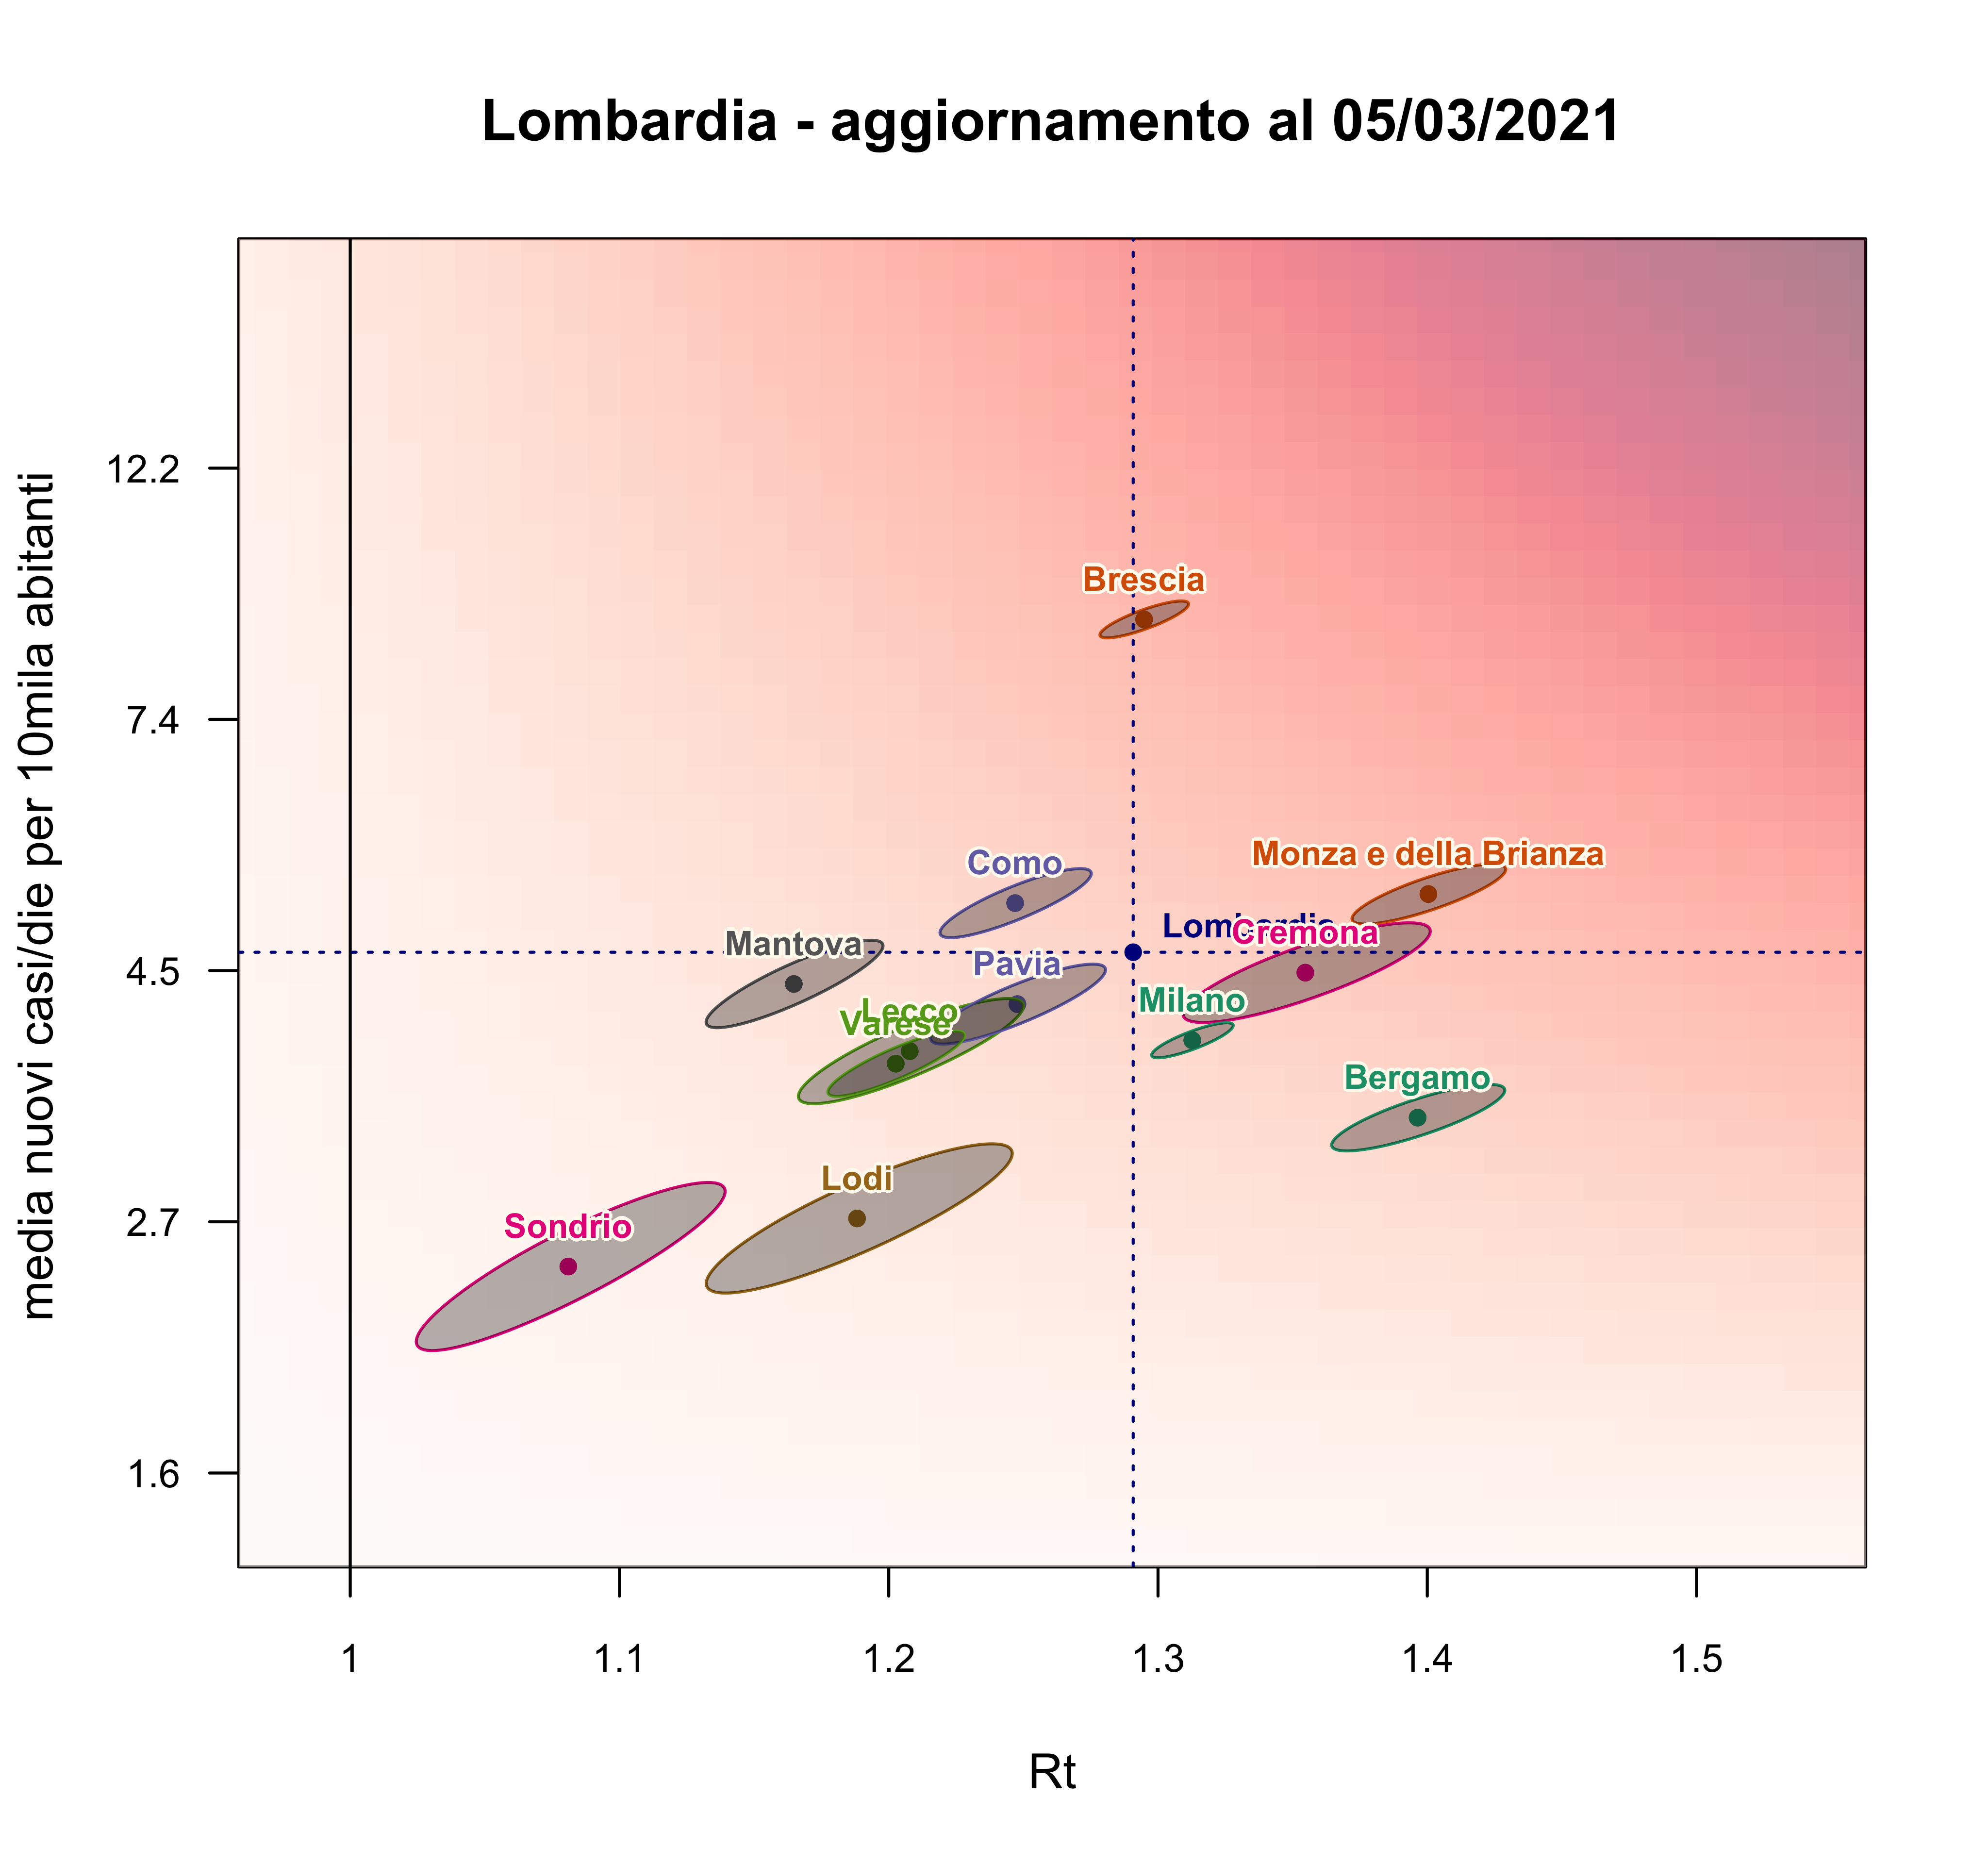 Lombardia - aggiornamento al 05/03/2021
media nuovi casi/die per 10mila abitanti
12.2
7.4
4.5
2.7
1.6
Brescia
Monza e della Brianza
Como
Lombardia
Cremona
Mantova
Pavia
Milano
Lecco
Varese
Bergamo
Lodi
Sondrio
1 1.1 1.2 1.3 1.4 1.5
Rt